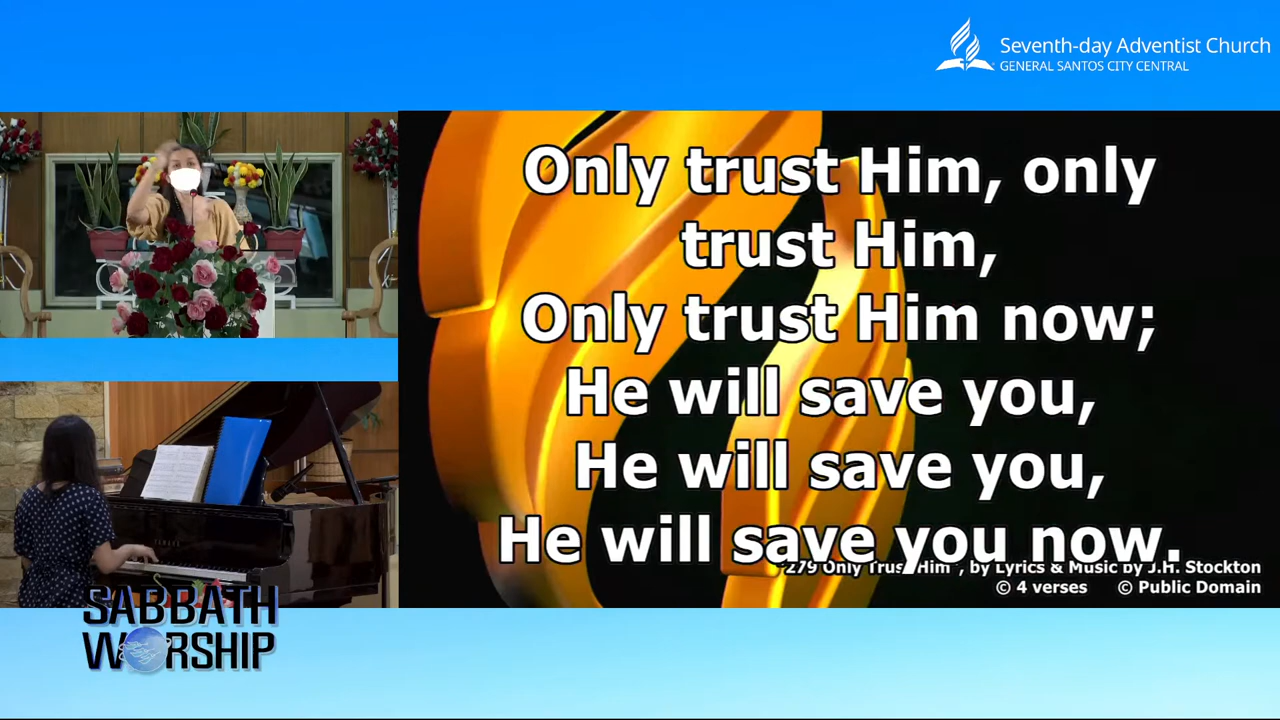 Seventh-day Adventist Church
GENERAL SANTOS CITY CENTRAL
Only trust Him, only
trust Him,
Only trust Him now;
He will save you,
He will save you,
He will save you now.
279 Only Trust Him", by Lyrics & Music by J.H. Stockton
© 4 verses © Public Domain
YAMAHA
SABBATH
WORSHIP